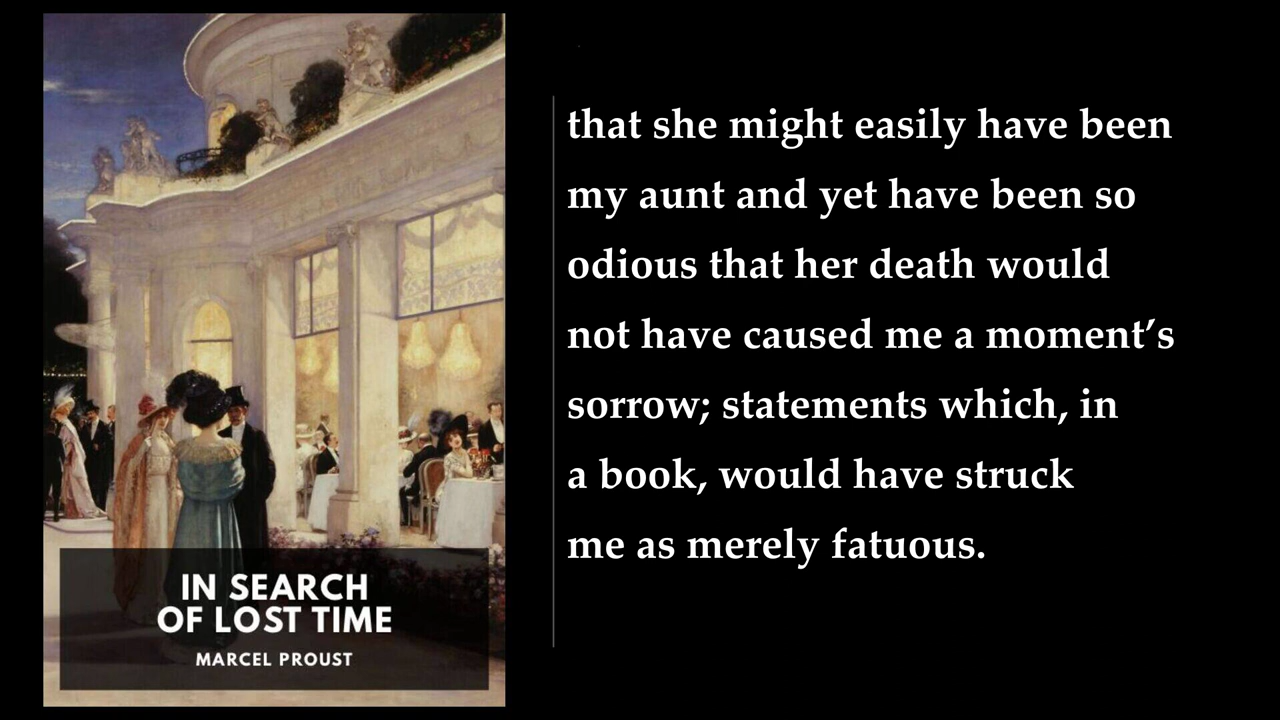 that she might easily have been
my aunt and yet have been so
odious that her death would
not have caused me a moment’s
sorrow; statements which, in
a book, would have struck
me as merely fatuous.
IN SEARCH
OF LOST TIME
MARCEL PROUST